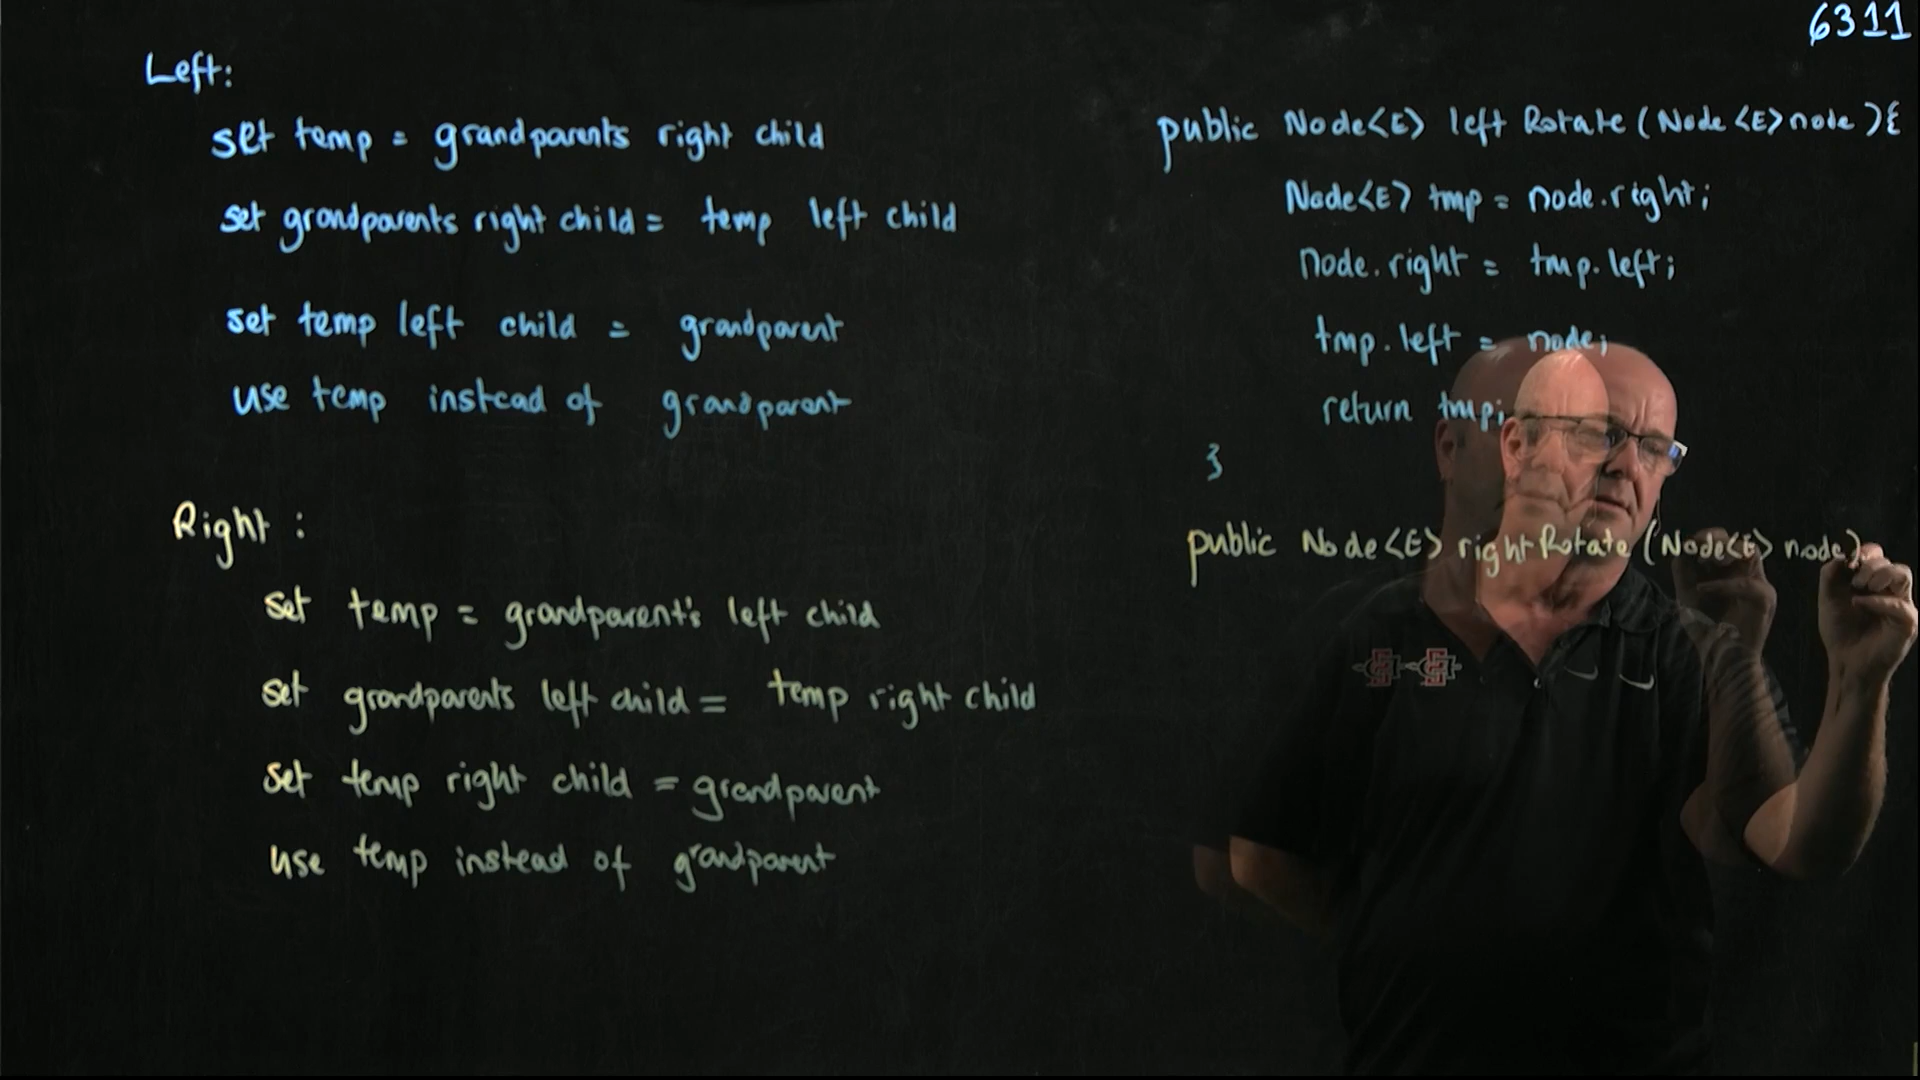 6311
Left:
set temp = grandparents right child
set grandparents right child = temp left child
set temp left child = grandparent
use temp instead of grandparent
Right :
set temp = grandparent's left child
set grandparents left child = temp right child
set temp right child = grandparent
use temp instead of grandparent
public Node<E> left Rotate (Node <E> node ){
Node<E> tmp = node.right;
node.right = tmp.left;
tmp.left = node;
return tmp;
}
public Node<E> rightRotate (Node<E> node)